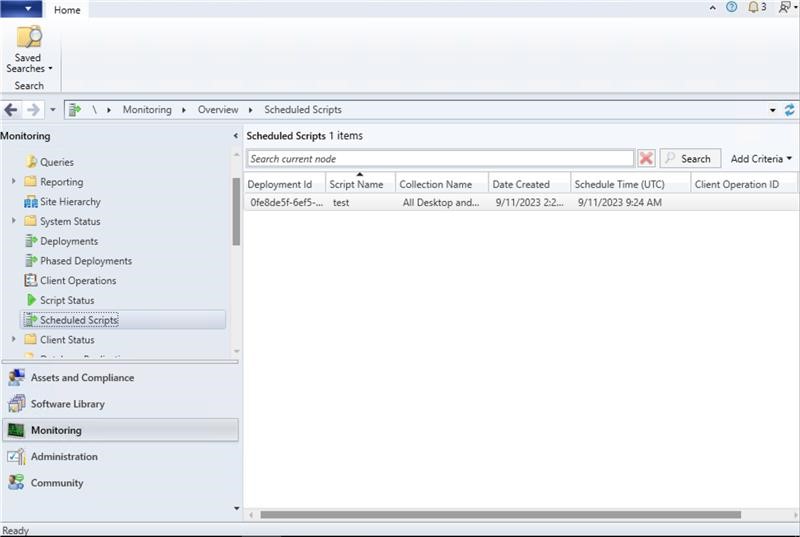 Home
3
Saved
Searches
Search
\ Monitoring Overview Scheduled Scripts
Monitoring
Queries
Reporting
Site Hierarchy
System Status
Deployments
Phased Deployments
Client Operations
Script Status
Scheduled Scripts
Client Status
Assets and Compliance
Software Library
Monitoring
Administration
Community
Scheduled Scripts 1 items
Search current node
Search
Add Criteria
Deployment Id Script Name Collection Name Date Created Schedule Time (UTC) Client Operation ID
0fe8de5f-6ef5-... test All Desktop and... 9/11/2023 2:2... 9/11/2023 9:24 AM
Ready